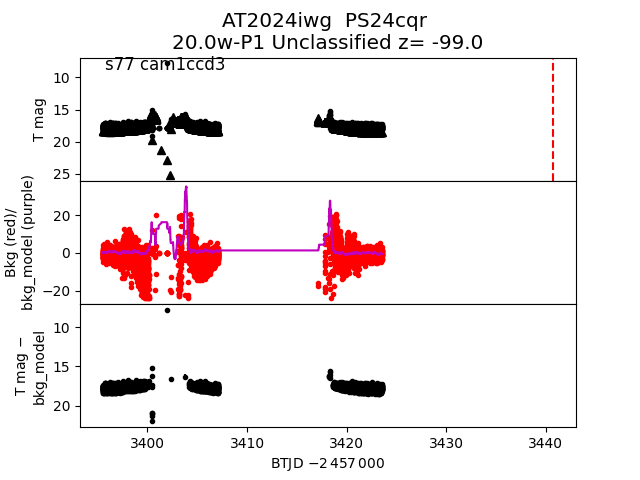 AT2024iwg  PS24cqr
20.0w-P1 Unclassified z= -99.0
s77 cam1ccd3
T mag
10
15
20
25
Bkg (red)/
bkg_model (purple)
20
0
−20
T mag −
bkg_model
10
15
20
3400
3410
3420
3430
3440
BTJD −2 457 000